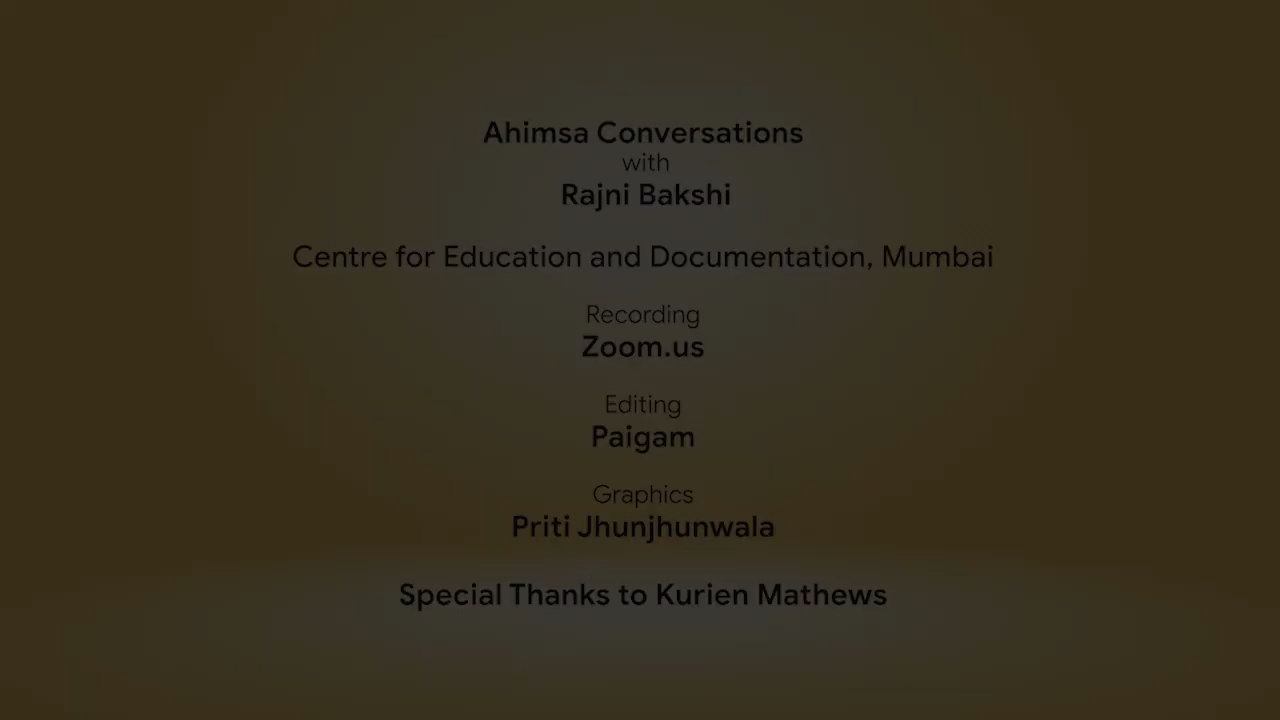 Ahimsa Conversations
with
Rajni Bakshi
Centre for Education and Documentation, Mumbai
Recording
Zoom.us
Editing
Paigam
Graphics
Priti Jhunjhunwala
Special Thanks to Kurien Mathews